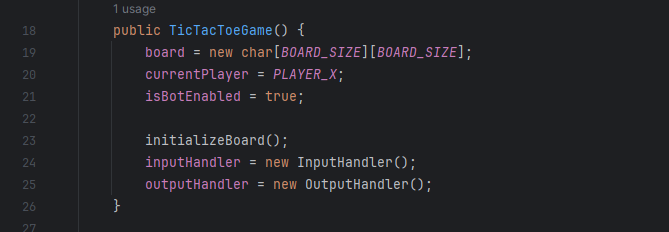 1 usage
18 public TicTacToeGame() {
19 board = new char[BOARD_SIZE][BOARD_SIZE];
20 currentPlayer = PLAYER_X;
21 isBotEnabled = true;
22
23 initializeBoard();
24 inputHandler = new InputHandler();
25 outputHandler = new OutputHandler();
26 }
27